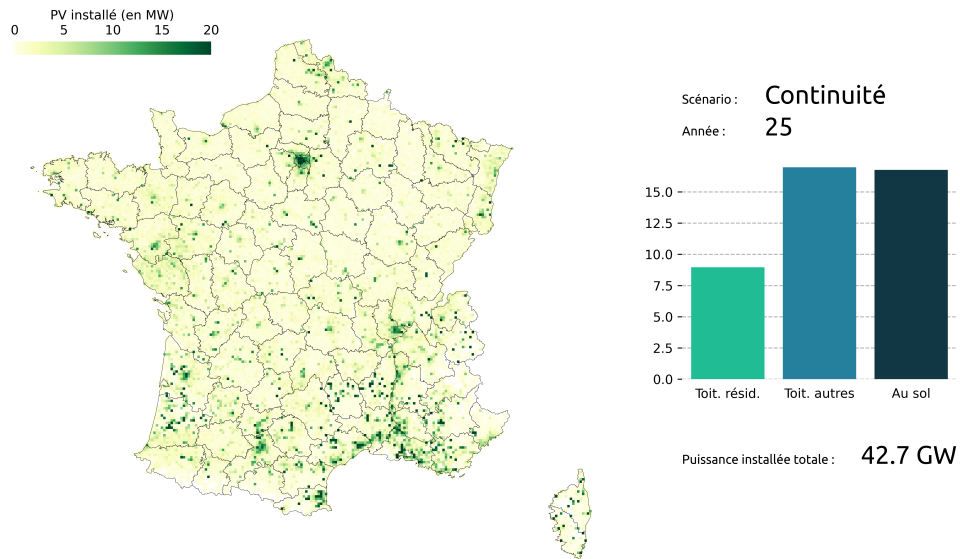 PV installé (en MW)
0 5 10 15 20
Scénario : Continuité
Année : 25
15.0
12.5
10.0
7.5
5.0
2.5
0.0
Toit. résid. Toit. autres Au sol
Puissance installée totale : 42.7 GW